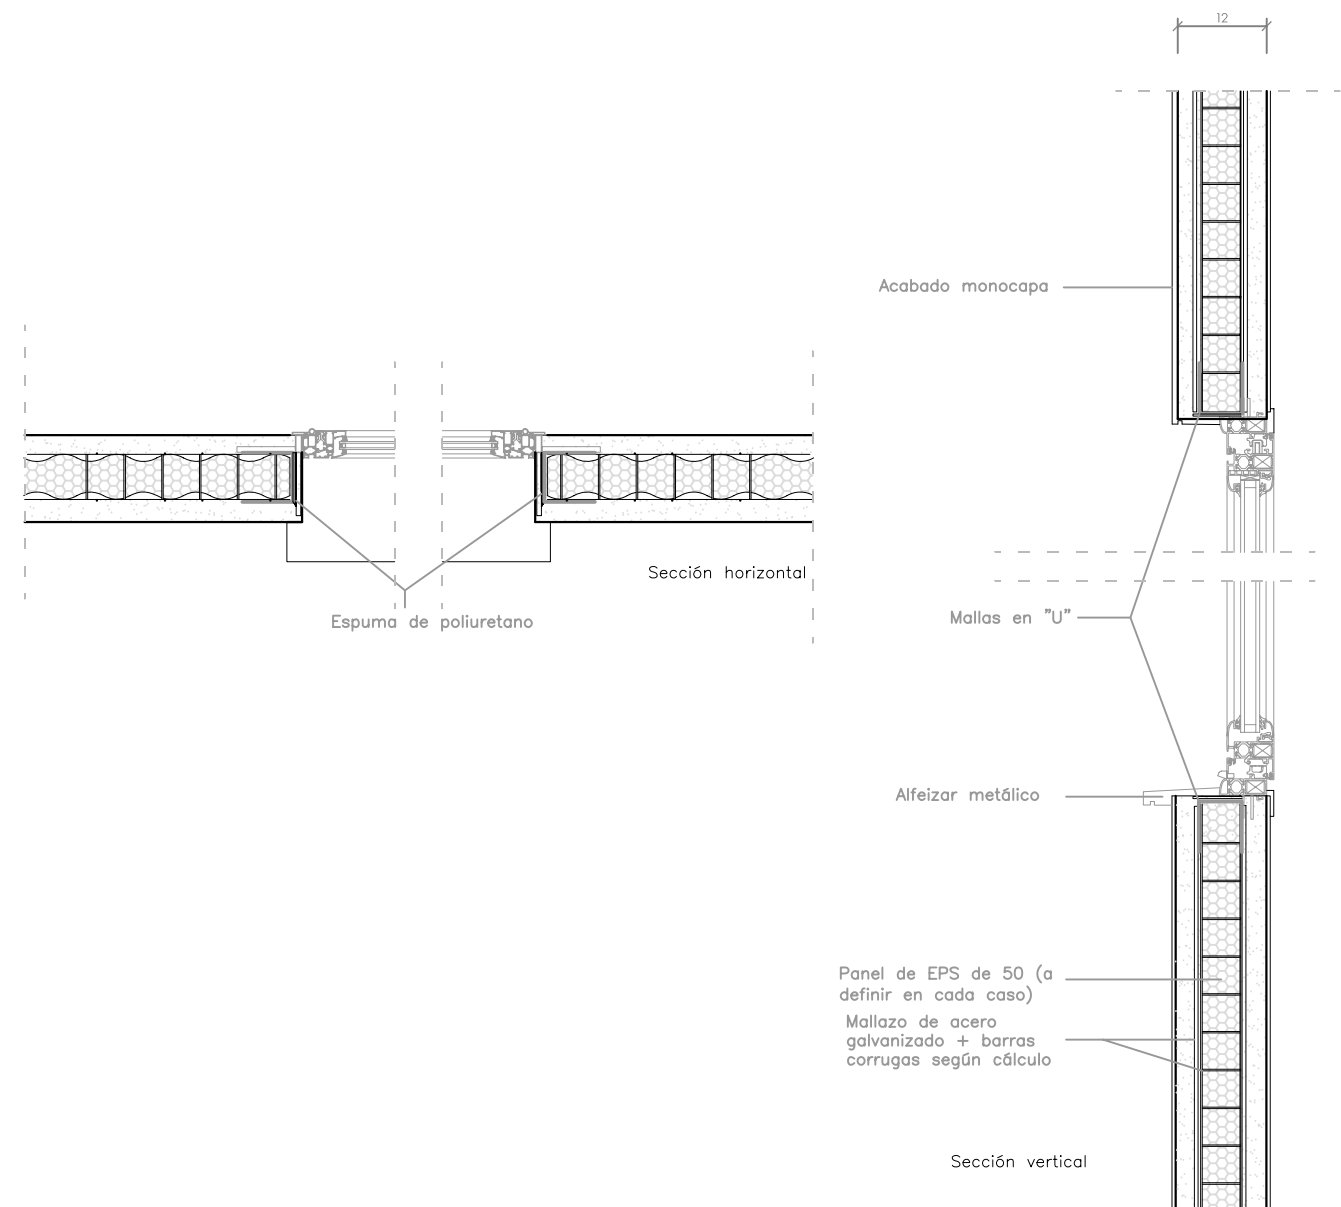 12
Acabado monocapa
Sección horizontal
Espuma de poliuretano
Mallas en "U"
Alfeizar metálico
Panel de EPS de 50 (a
definir en cada caso)
Mallazo de acero
galvanizado + barras
corrugas según cálculo
Sección vertical